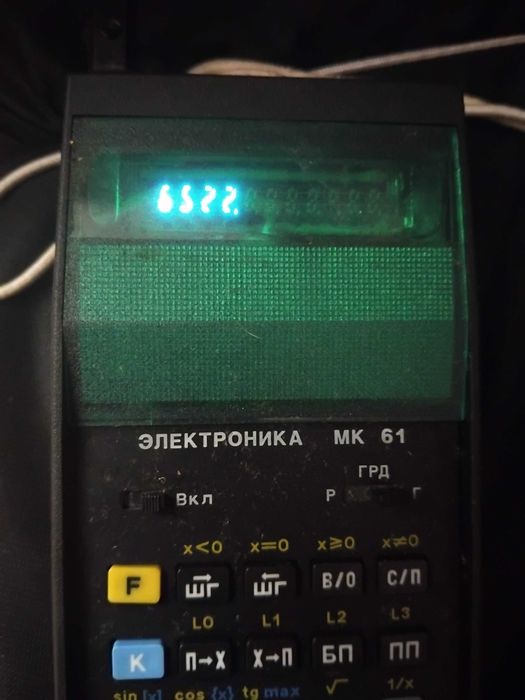 6522.
ЭЛЕКТРОНИКА МК 61
ГРД
Вкл Р Г
x<0 x=0 x≥0 x≠0
F ШГ ШГ В/О С/П
L0 L1 L2 L3
K П→X X→П БП ПП
sin [x] cos {x} tg max √ 1/x